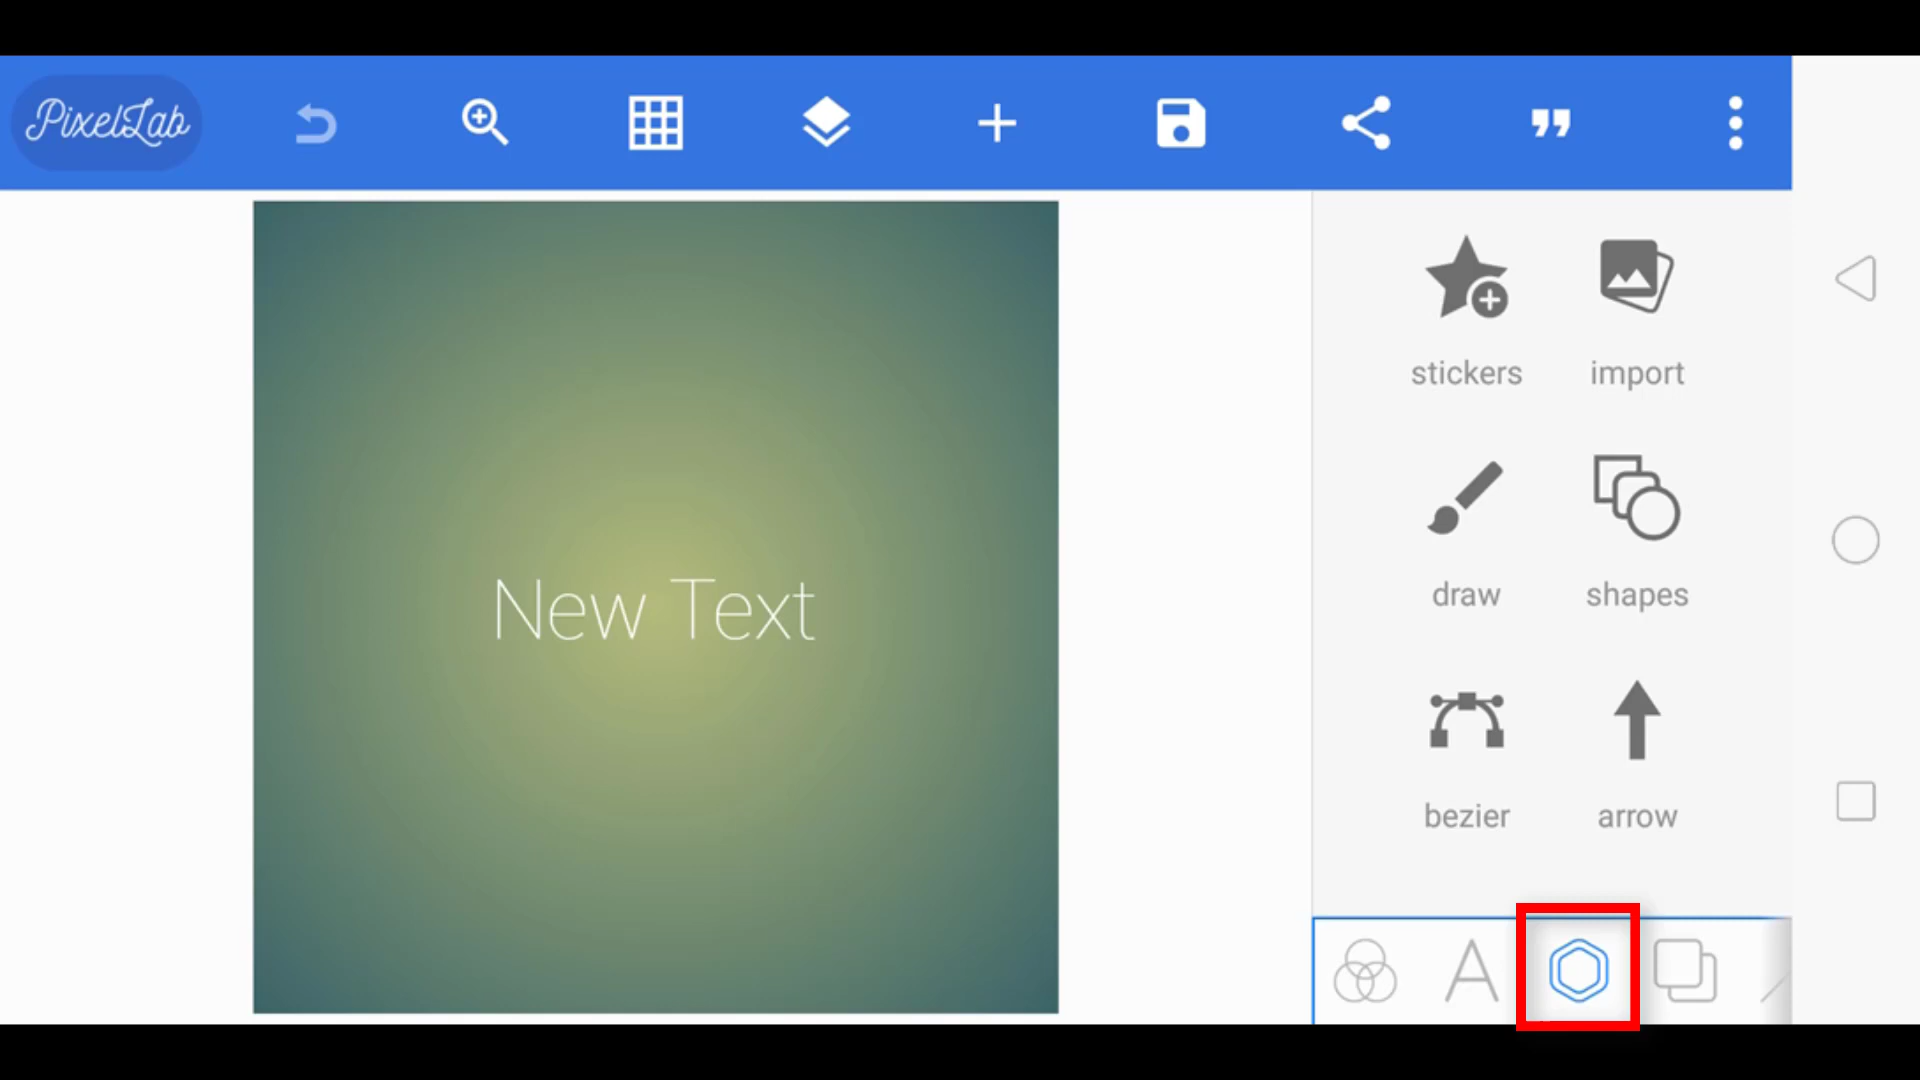 PixelLab
New Text
stickers
import
draw
shapes
bezier
arrow